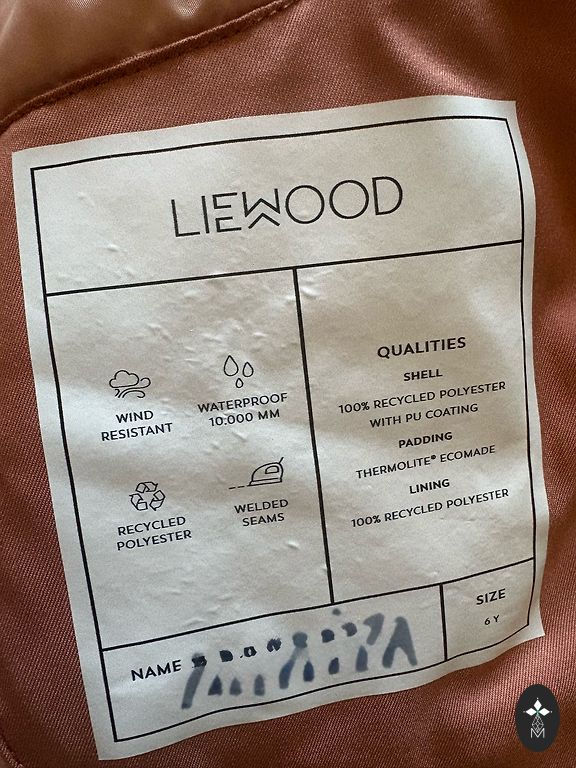 LIEWOOD
WIND
RESISTANT
WATERPROOF
10.000 MM
RECYCLED
POLYESTER
WELDED
SEAMS
QUALITIES
SHELL
100% RECYCLED POLYESTER
WITH PU COATING
PADDING
THERMOLITE® ECOMADE
LINING
100% RECYCLED POLYESTER
NAME
SIZE
6 Y